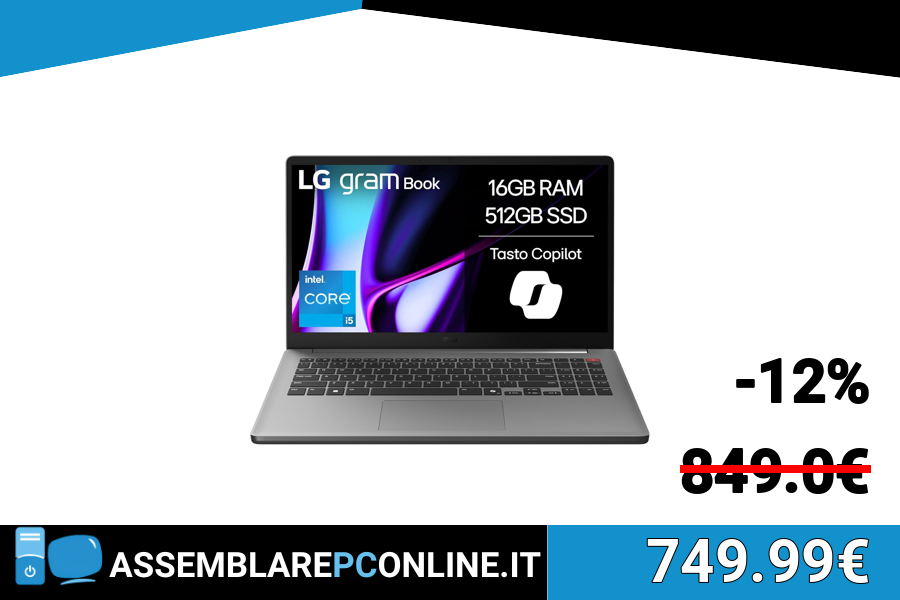 LG gram Book
16GB RAM
512GB SSD
Tasto Copilot
intel.
CORE
i5
-12%
849.0€
ASSEMBLAREPCONLINE.IT
749.99€